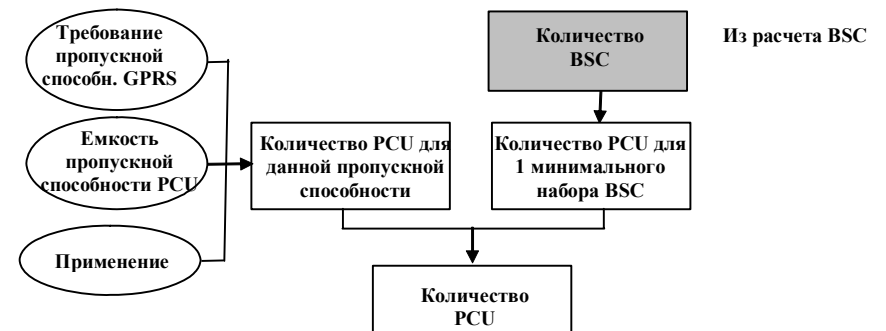 Требование
пропускной
способн. GPRS
Количество
BSC
Из расчета BSC
Емкость
пропускной
способности PCU
Количество PCU для
данной пропускной
способности
Количество PCU для
1 минимального
набора BSC
Применение
Количество
PCU